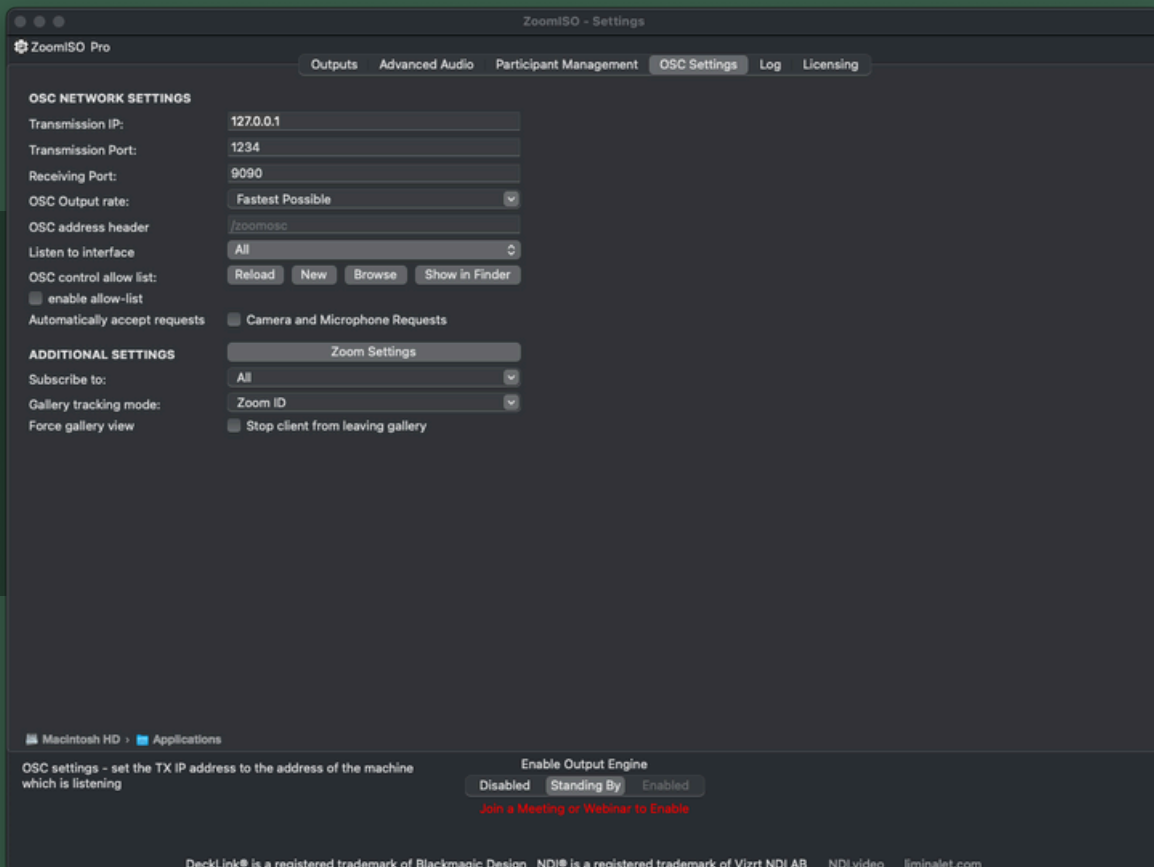 ZoomISO - Settings
ZoomISO Pro
Outputs Advanced Audio Participant Management OSC Settings Log Licensing
OSC NETWORK SETTINGS
Transmission IP: 127.0.0.1
Transmission Port: 1234
Receiving Port: 9090
OSC Output rate: Fastest Possible
OSC address header /zoomosc
Listen to interface All
OSC control allow list: Reload New Browse Show in Finder
enable allow-list
Automatically accept requests Camera and Microphone Requests
ADDITIONAL SETTINGS Zoom Settings
Subscribe to: All
Gallery tracking mode: Zoom ID
Force gallery view Stop client from leaving gallery
Macintosh HD › Applications
OSC settings - set the TX IP address to the address of the machine
which is listening
Enable Output Engine
Disabled Standing By Enabled
Join a Meeting or Webinar to Enable
DeckLink® is a registered trademark of Blackmagic Design NDI® is a registered trademark of Vizrt NDI AB NDI.video liminalet.com